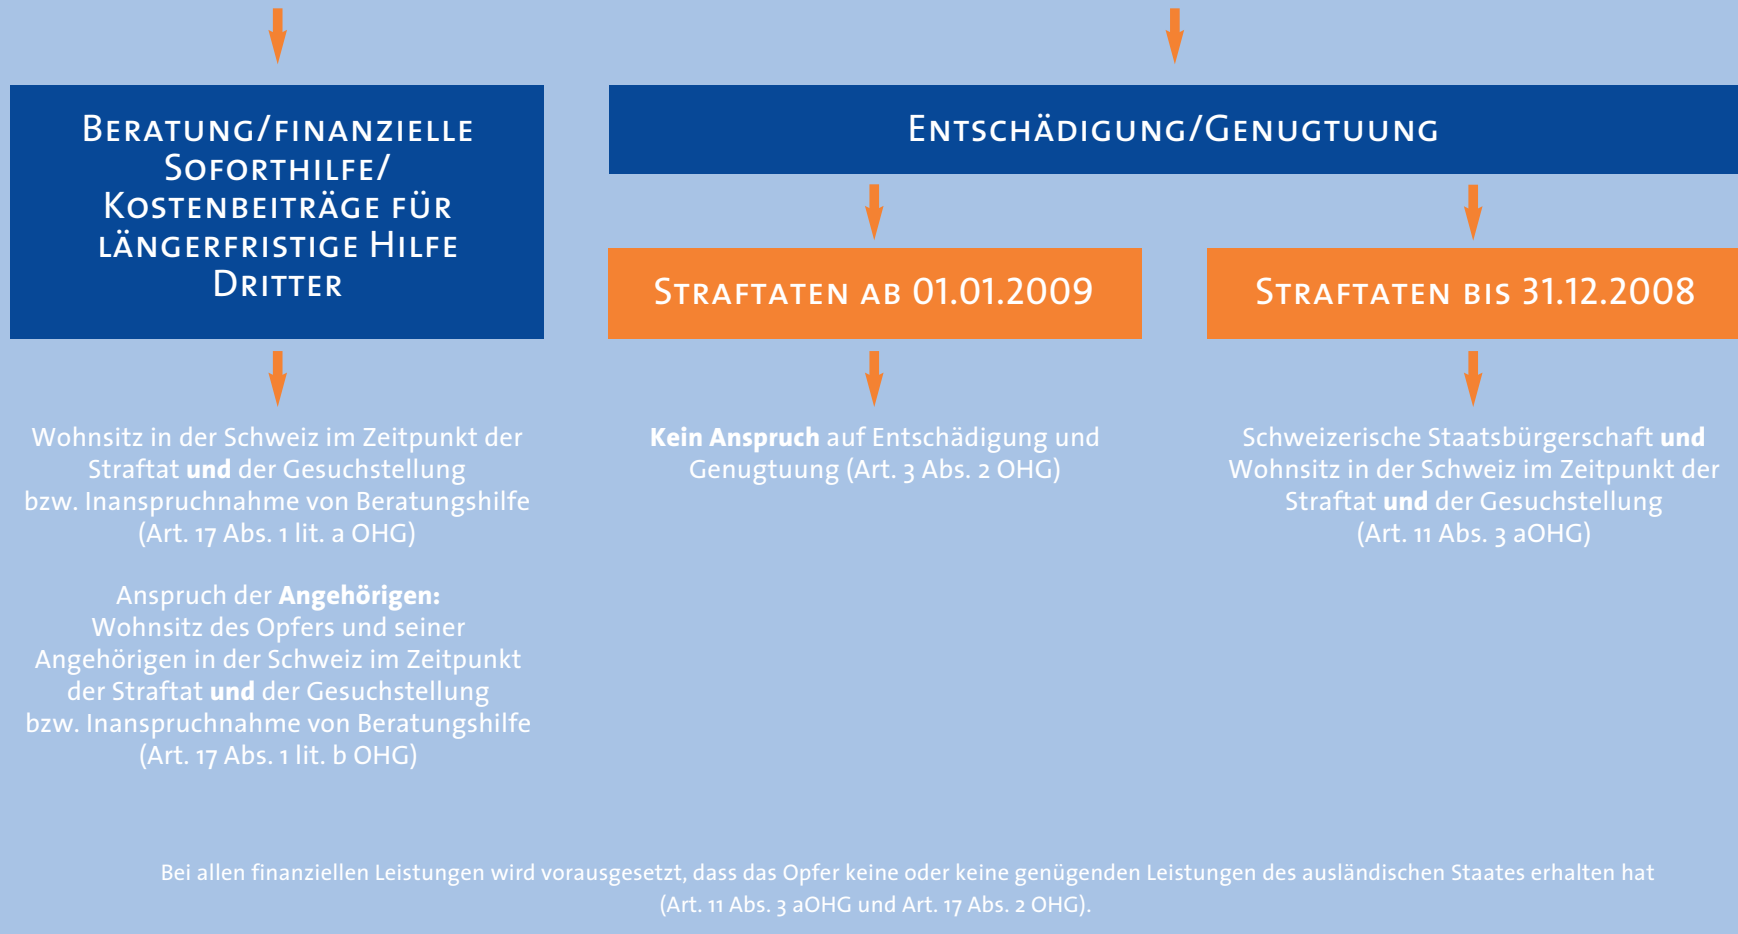 Beratung/finanzielle
Soforthilfe/
Kostenbeiträge für
längerfristige Hilfe
Dritter
Entschädigung/Genugtuung
Straftaten ab 01.01.2009
Straftaten bis 31.12.2008
Wohnsitz in der Schweiz im Zeitpunkt der
Straftat und der Gesuchstellung
bzw. Inanspruchnahme von Beratungshilfe
(Art. 17 Abs. 1 lit. a OHG)
Anspruch der Angehörigen:
Wohnsitz des Opfers und seiner
Angehörigen in der Schweiz im Zeitpunkt
der Straftat und der Gesuchstellung
bzw. Inanspruchnahme von Beratungshilfe
(Art. 17 Abs. 1 lit. b OHG)
Kein Anspruch auf Entschädigung und
Genugtuung (Art. 3 Abs. 2 OHG)
Schweizerische Staatsbürgerschaft und
Wohnsitz in der Schweiz im Zeitpunkt der
Straftat und der Gesuchstellung
(Art. 11 Abs. 3 aOHG)
Bei allen finanziellen Leistungen wird vorausgesetzt, dass das Opfer keine oder keine genügenden Leistungen des ausländischen Staates erhalten hat
(Art. 11 Abs. 3 aOHG und Art. 17 Abs. 2 OHG).